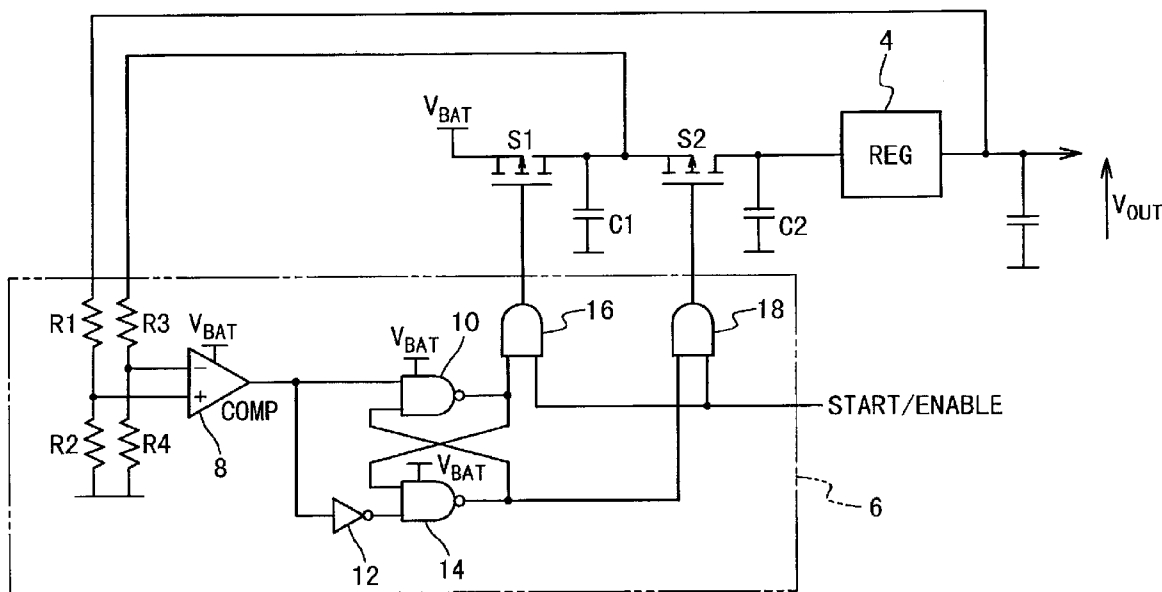 4
V_BAT
S1
S2
REG
C1
C2
V_OUT
R1
R3
V_BAT
10
16
18
V_BAT
−
+
COMP
START/ENABLE
R2
R4
8
V_BAT
6
12
14